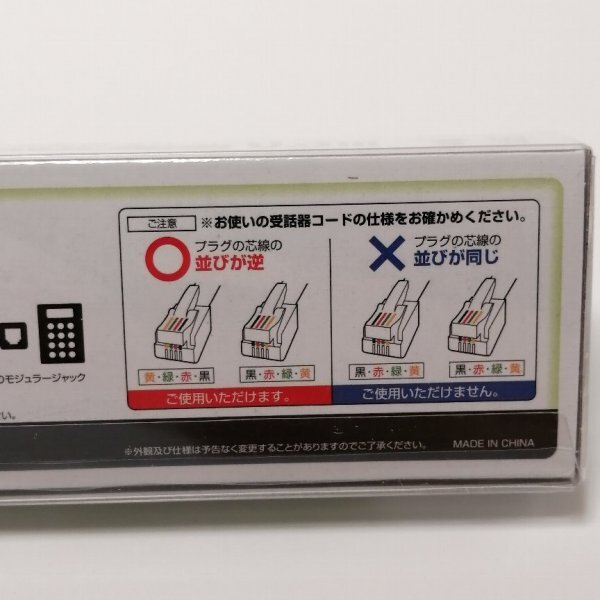 ご注意 ※お使いの受話器コードの仕様をお確かめください。
プラグの芯線の
並びが逆
プラグの芯線の
並びが同じ
黄・緑・赤・黒
黒・赤・緑・黄
黒・赤・緑・黄
黒・赤・緑・黄
ご使用いただけます。
ご使用いただけません。
のモジュラージャック
さい。
※外観及び仕様は予告なく変更することがありますのでご了承ください。
MADE IN CHINA